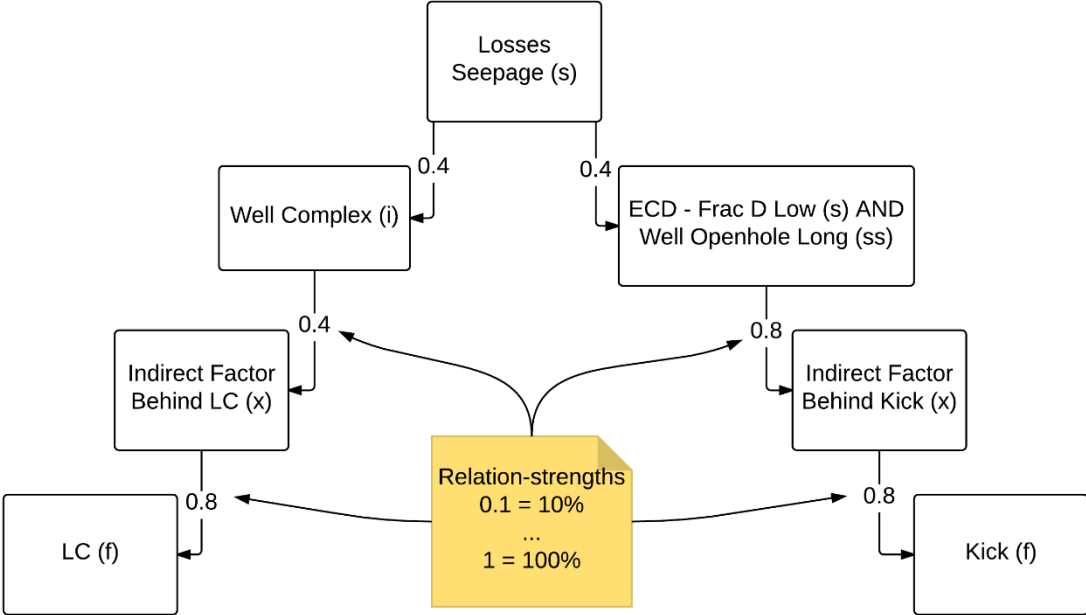 Losses
Seepage (s)
0.4
0.4
Well Complex (i)
ECD - Frac D Low (s) AND
Well Openhole Long (ss)
0.4
0.8
Indirect Factor
Behind LC (x)
Indirect Factor
Behind Kick (x)
Relation-strengths
0.1 = 10%
...
1 = 100%
0.8
0.8
LC (f)
Kick (f)